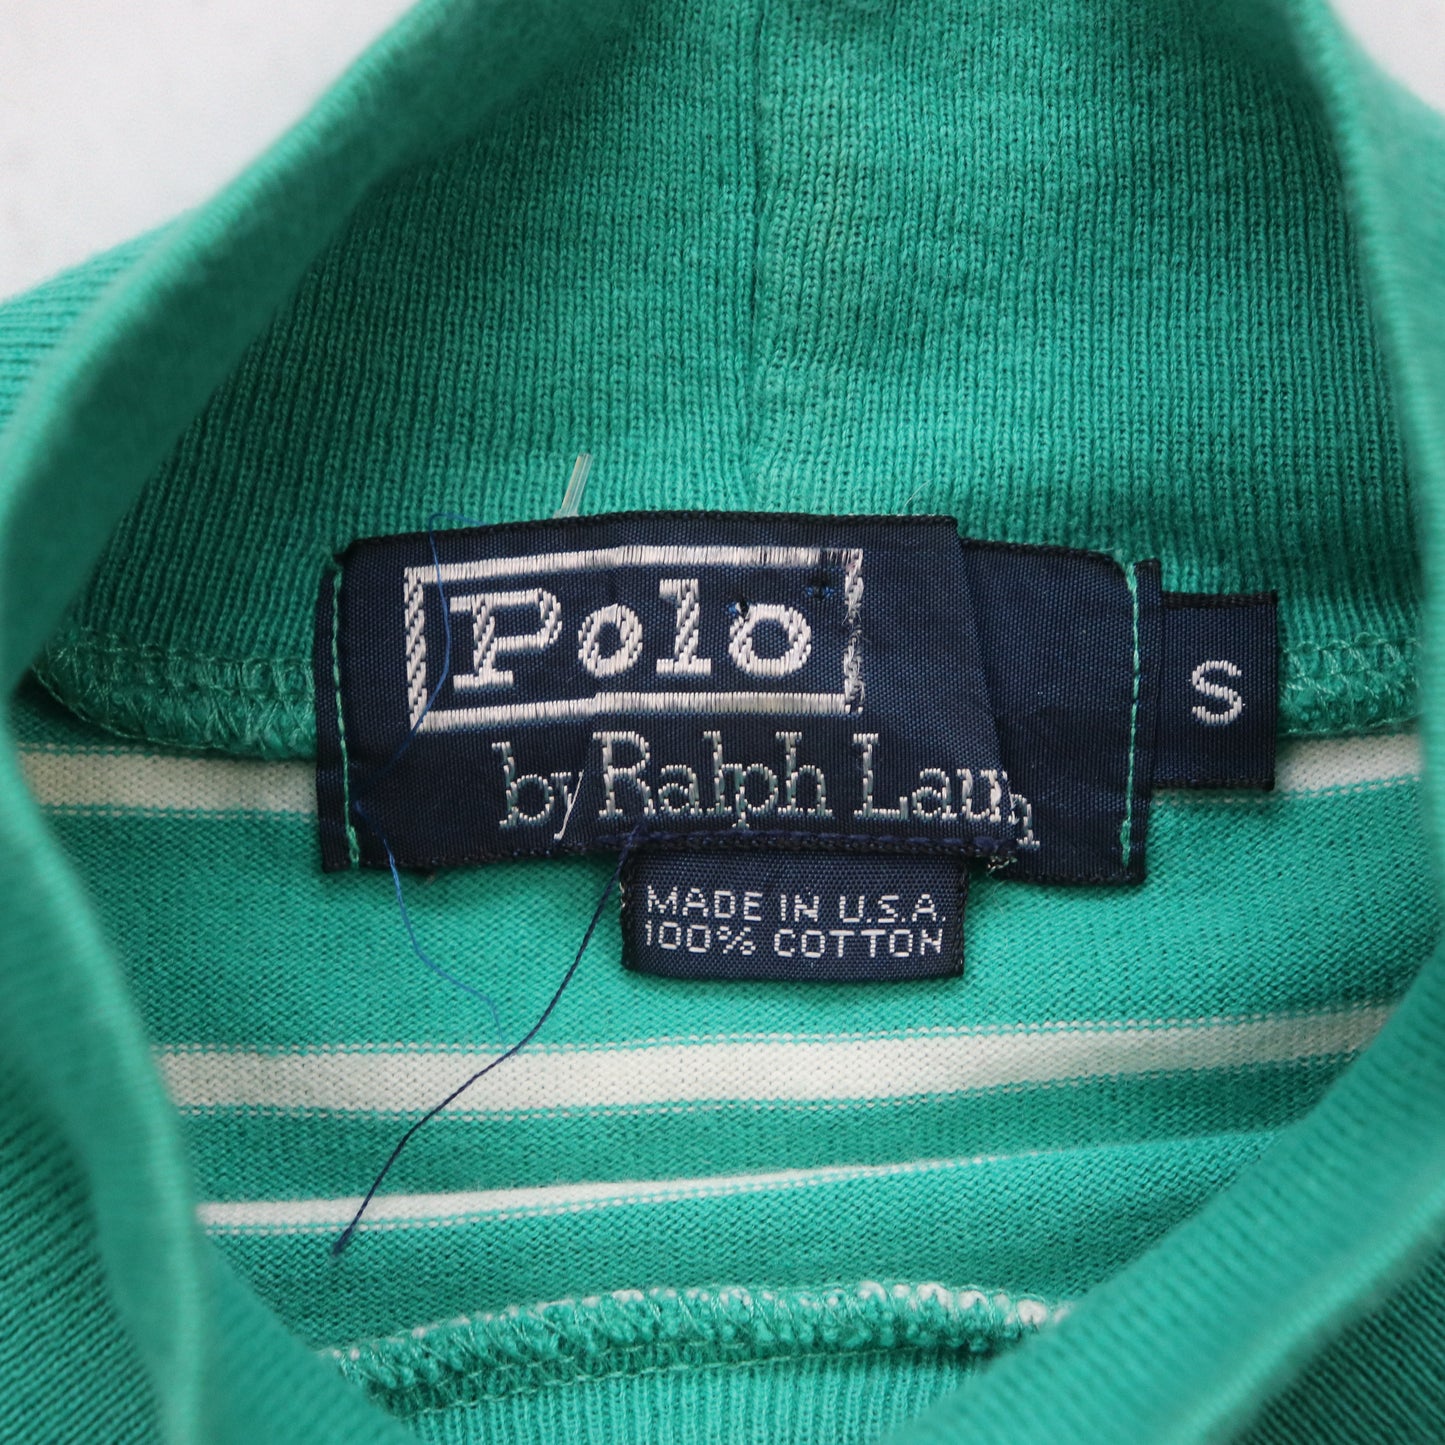 Polo
by Ralph Lau
S
MADE IN U.S.A.
100% COTTON